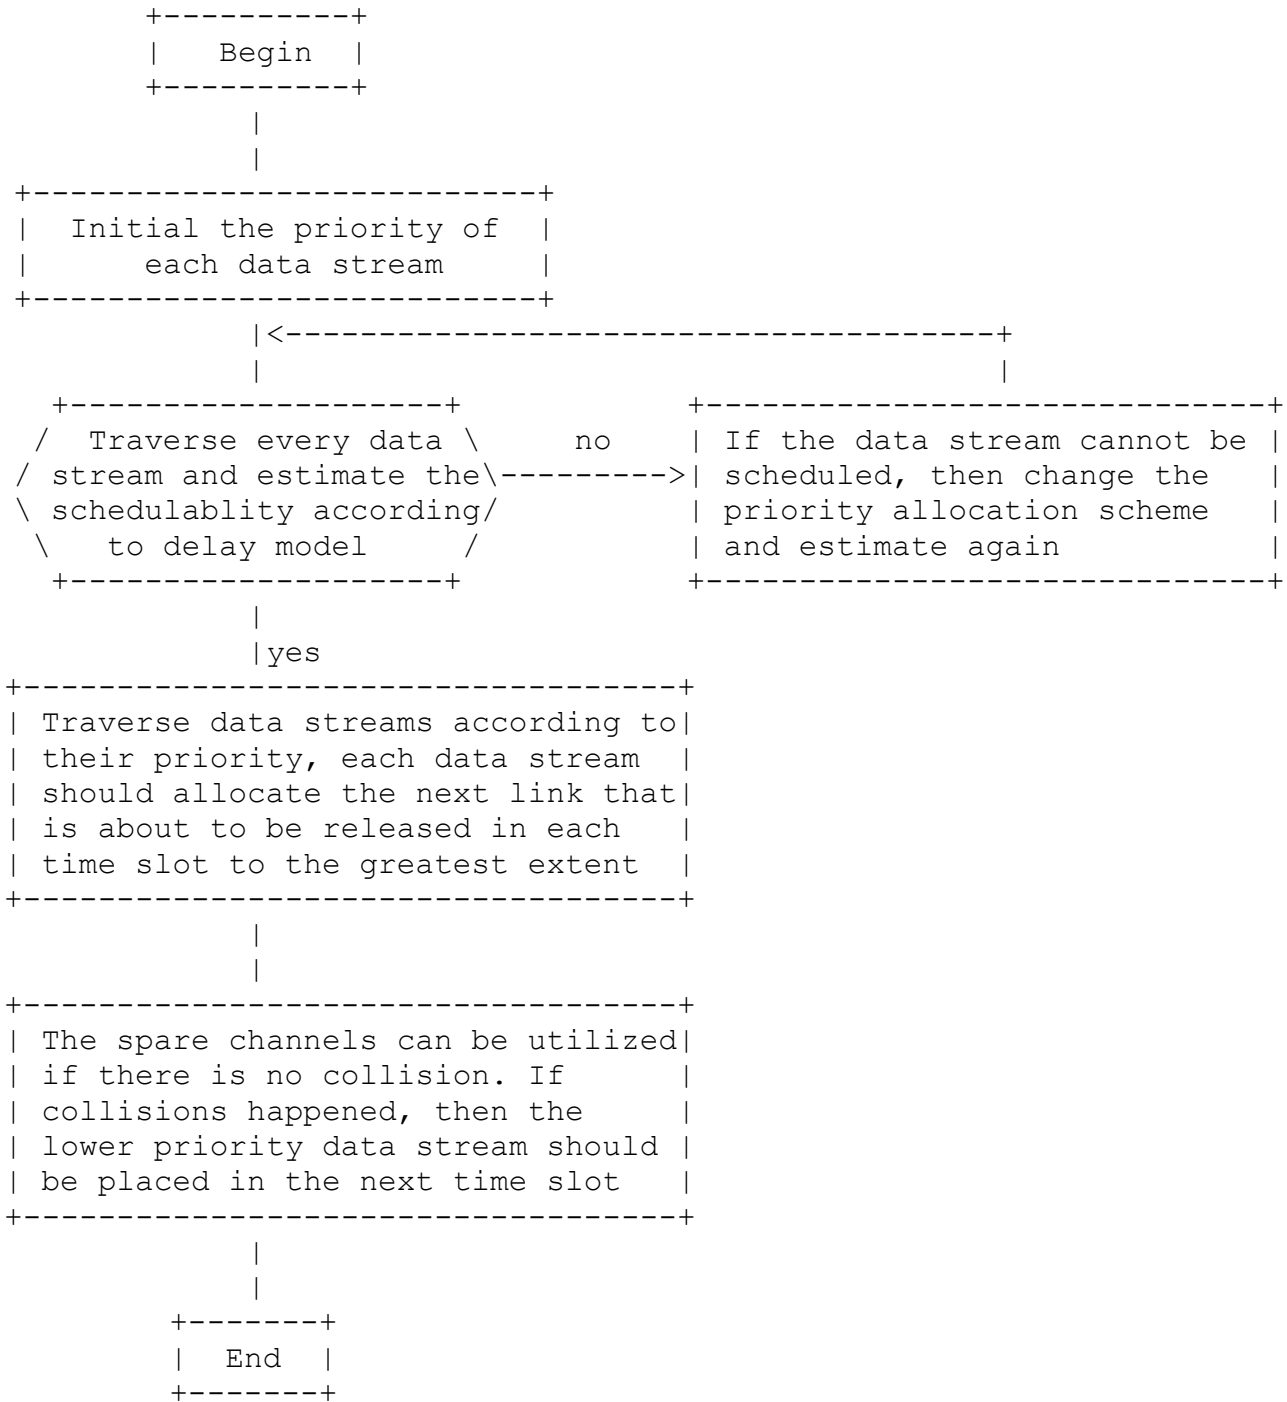 Begin
Initial the priority of
each data stream
Traverse every data
stream and estimate the
schedulablity according
to delay model
no
If the data stream cannot be
scheduled, then change the
priority allocation scheme
and estimate again
yes
Traverse data streams according to
their priority, each data stream
should allocate the next link that
is about to be released in each
time slot to the greatest extent
The spare channels can be utilized
if there is no collision. If
collisions happened, then the
lower priority data stream should
be placed in the next time slot
End